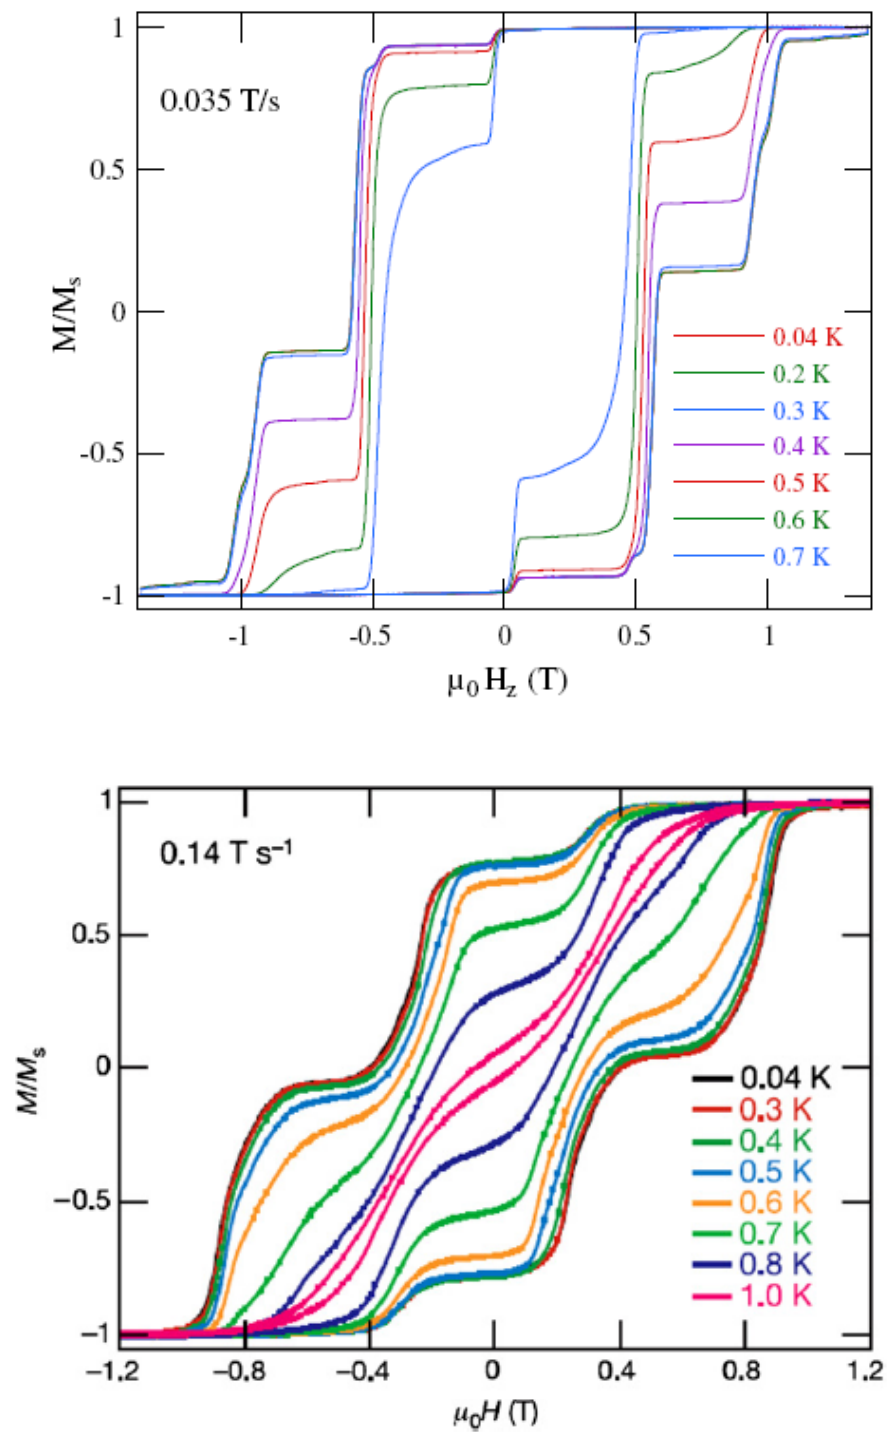 1
0.035 T/s
0.5
M/Mₛ
0
0.04 K
0.2 K
0.3 K
0.4 K
-0.5
0.5 K
0.6 K
0.7 K
-1
-1 -0.5 0 0.5 1
μ₀ H_z (T)
1
0.14 T s⁻¹
0.5
M/Mₛ
0
0.04 K
0.3 K
0.4 K
0.5 K
−0.5
0.6 K
0.7 K
0.8 K
1.0 K
−1
−1.2 −0.8 −0.4 0 0.4 0.8 1.2
μ₀H (T)